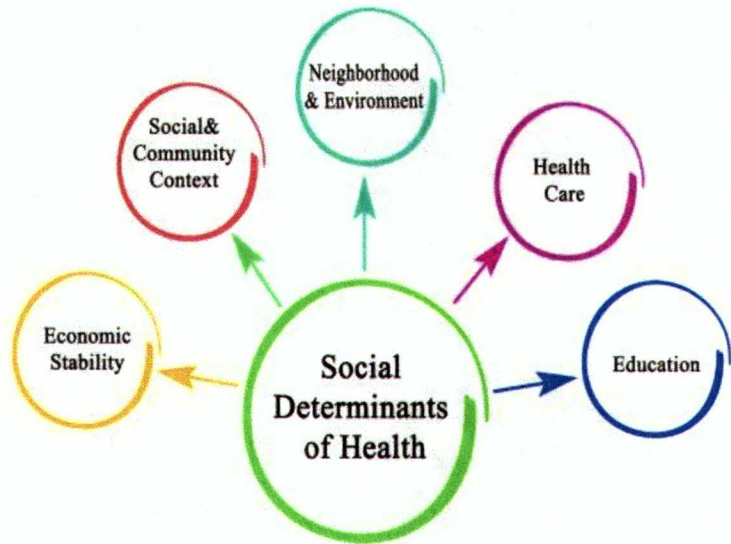 Neighborhood
& Environment
Social&
Community
Context
Health
Care
Economic
Stability
Education
Social
Determinants
of Health